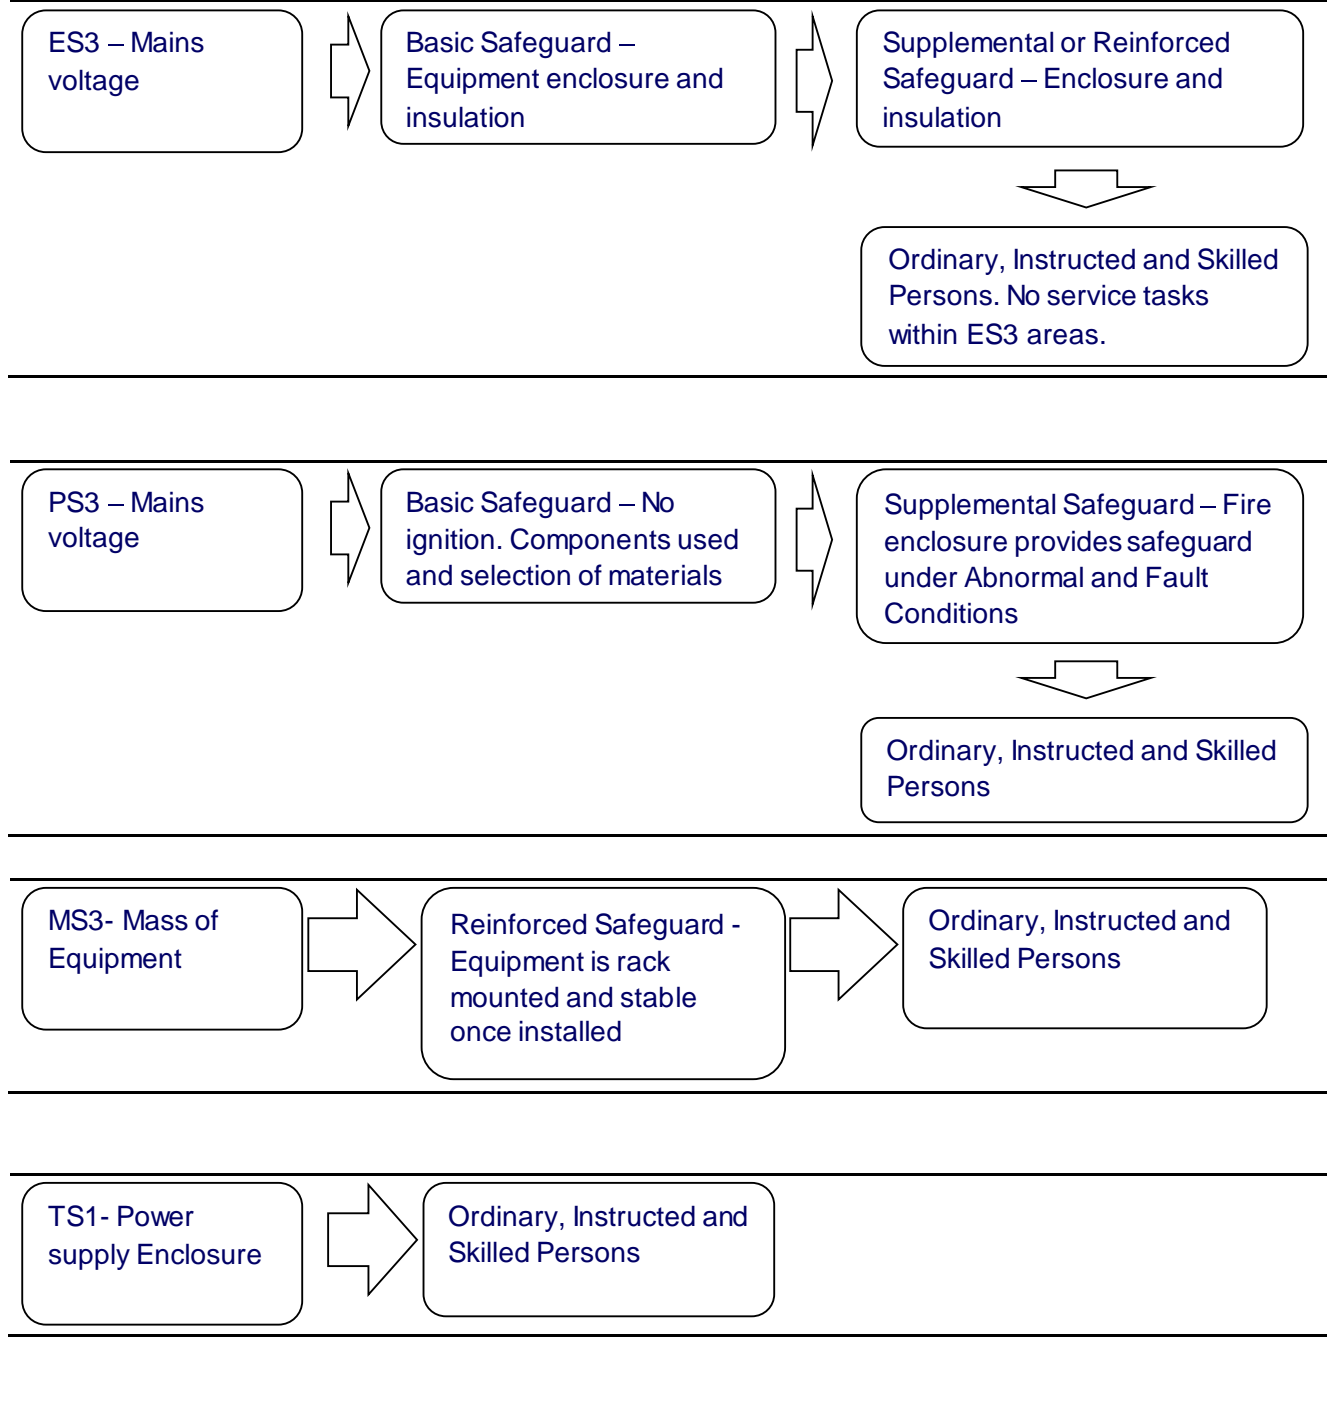 ES3 – Mains
voltage
Basic Safeguard –
Equipment enclosure and
insulation
Supplemental or Reinforced
Safeguard – Enclosure and
insulation
Ordinary, Instructed and Skilled
Persons. No service tasks
within ES3 areas.
PS3 – Mains
voltage
Basic Safeguard – No
ignition. Components used
and selection of materials
Supplemental Safeguard – Fire
enclosure provides safeguard
under Abnormal and Fault
Conditions
Ordinary, Instructed and Skilled
Persons
MS3- Mass of
Equipment
Reinforced Safeguard -
Equipment is rack
mounted and stable
once installed
Ordinary, Instructed and
Skilled Persons
TS1- Power
supply Enclosure
Ordinary, Instructed and
Skilled Persons